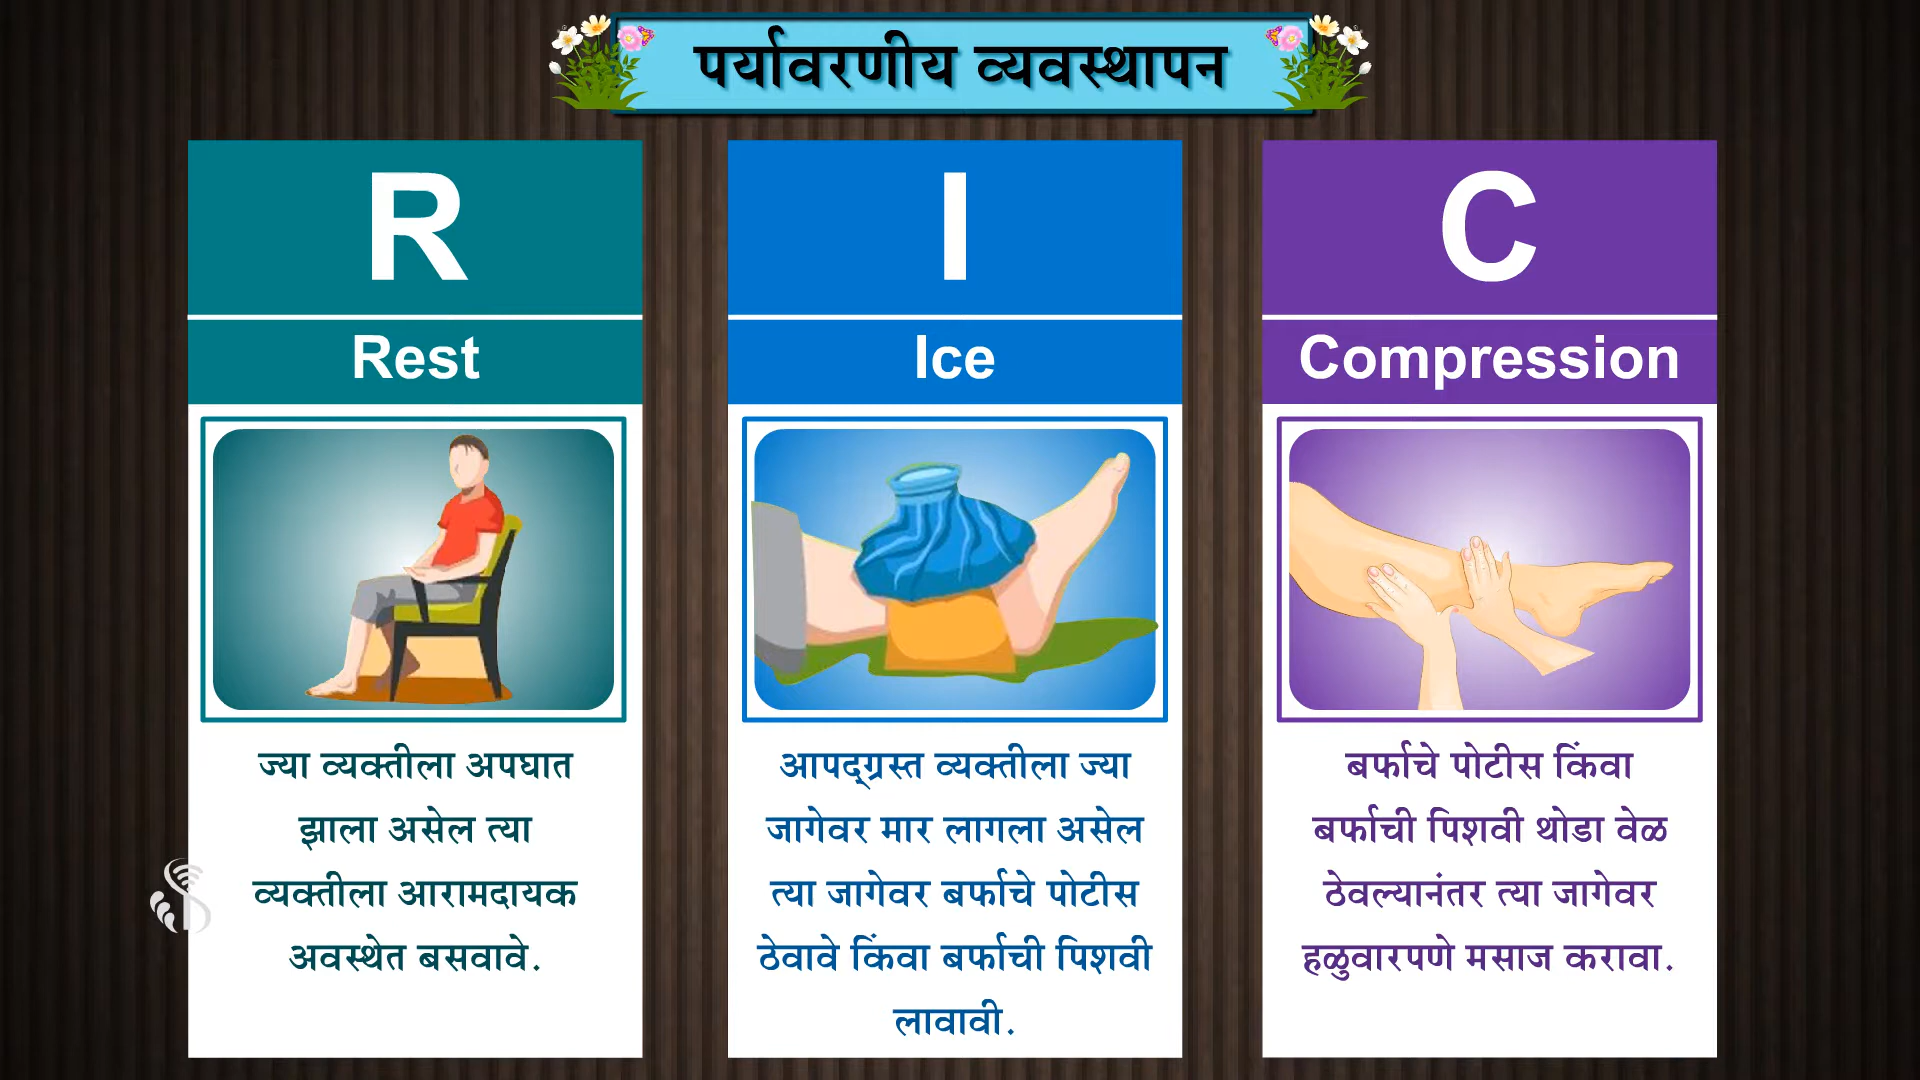 पर्यावरणीय व्यवस्थापन
R
Rest
ज्या व्यक्तीला अपघात
झाला असेल त्या
व्यक्तीला आरामदायक
अवस्थेत बसवावे.
I
Ice
आपद्ग्रस्त व्यक्तीला ज्या
जागेवर मार लागला असेल
त्या जागेवर बर्फाचे पोटीस
ठेवावे किंवा बर्फाची पिशवी
लावावी.
C
Compression
बर्फाचे पोटीस किंवा
बर्फाची पिशवी थोडा वेळ
ठेवल्यानंतर त्या जागेवर
हळुवारपणे मसाज करावा.